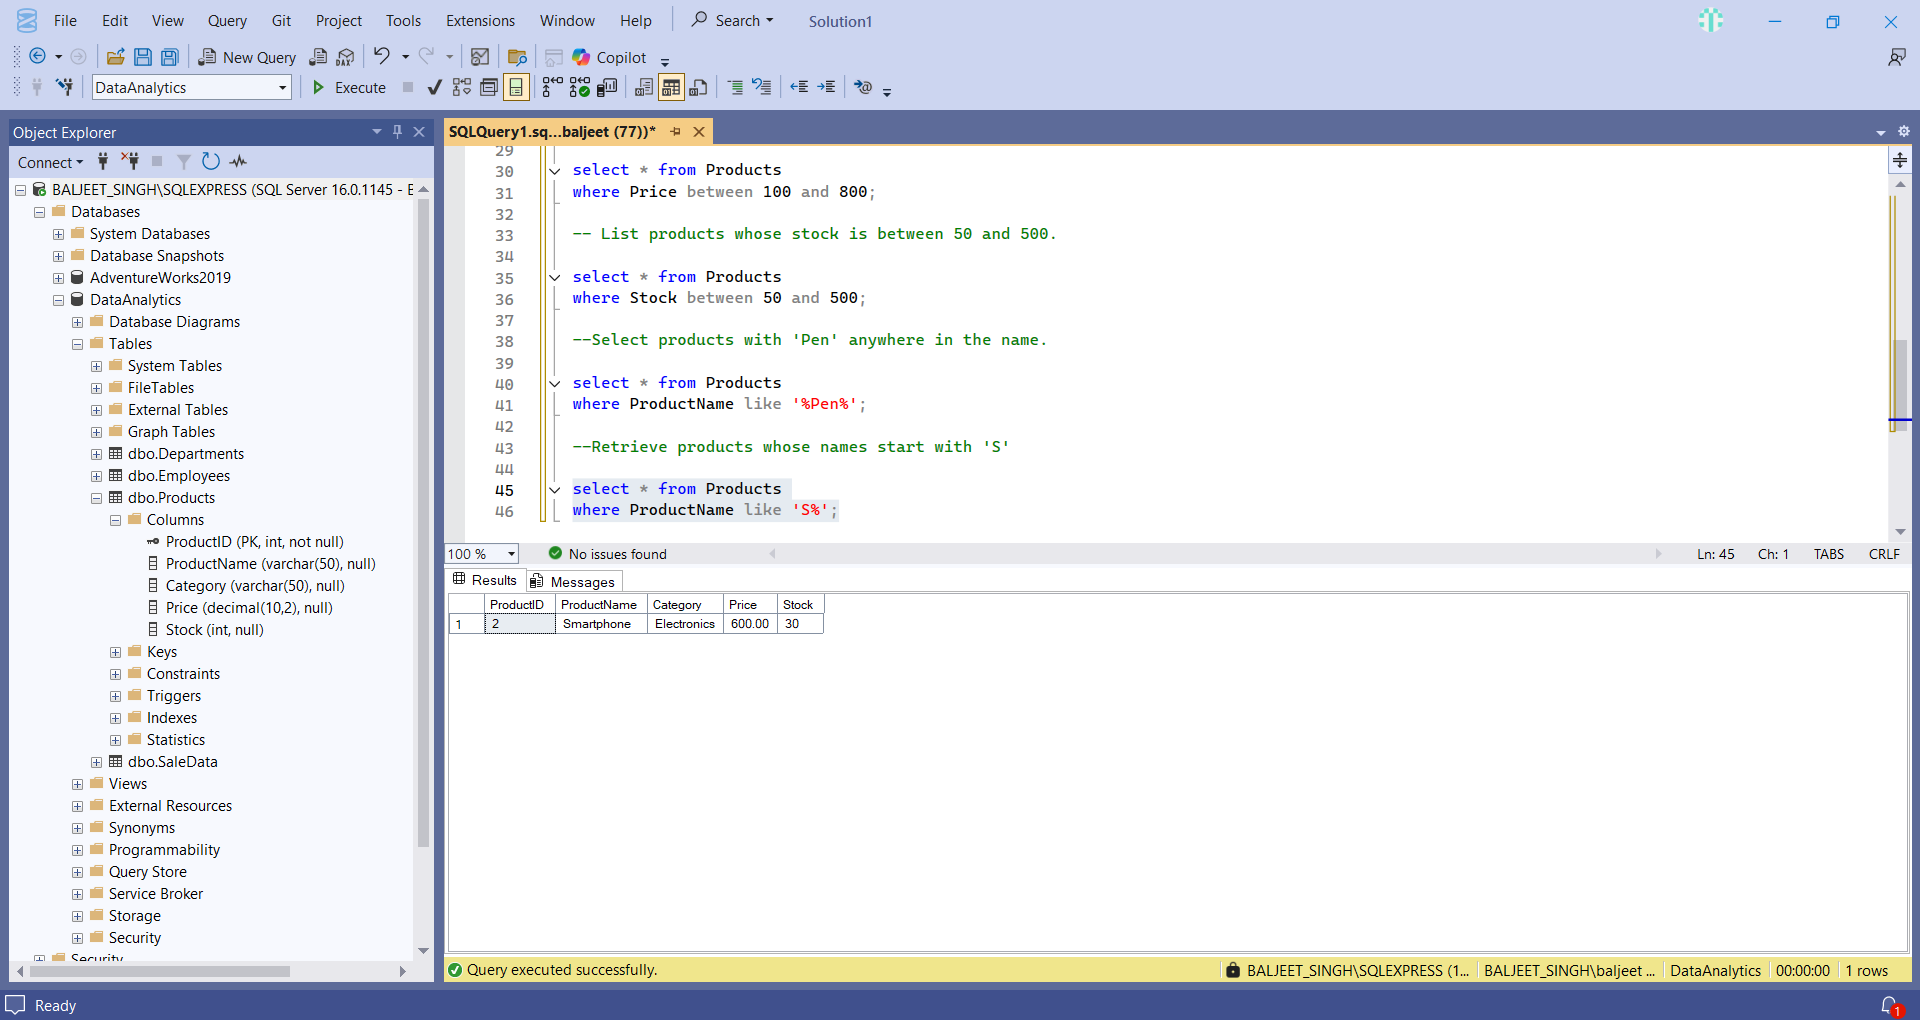 File Edit View Query Git Project Tools Extensions Window Help Search Solution1
New Query DAX Copilot
DataAnalytics Execute
Object Explorer
Connect
BALJEET_SINGH\SQLEXPRESS (SQL Server 16.0.1145 - E
Databases
System Databases
Database Snapshots
AdventureWorks2019
DataAnalytics
Database Diagrams
Tables
System Tables
FileTables
External Tables
Graph Tables
dbo.Departments
dbo.Employees
dbo.Products
Columns
ProductID (PK, int, not null)
ProductName (varchar(50), null)
Category (varchar(50), null)
Price (decimal(10,2), null)
Stock (int, null)
Keys
Constraints
Triggers
Indexes
Statistics
dbo.SaleData
Views
External Resources
Synonyms
Programmability
Query Store
Service Broker
Storage
Security
Security
SQLQuery1.sq...baljeet (77))*
29
30 select * from Products
31 where Price between 100 and 800;
32
33 -- List products whose stock is between 50 and 500.
34
35 select * from Products
36 where Stock between 50 and 500;
37
38 --Select products with 'Pen' anywhere in the name.
39
40 select * from Products
41 where ProductName like '%Pen%';
42
43 --Retrieve products whose names start with 'S'
44
45 select * from Products
46 where ProductName like 'S%';
100 % No issues found Ln: 45 Ch: 1 TABS CRLF
Results Messages
ProductID ProductName Category Price Stock
1 2 Smartphone Electronics 600.00 30
Query executed successfully. BALJEET_SINGH\SQLEXPRESS (1... BALJEET_SINGH\baljeet ... DataAnalytics 00:00:00 1 rows
Ready 1